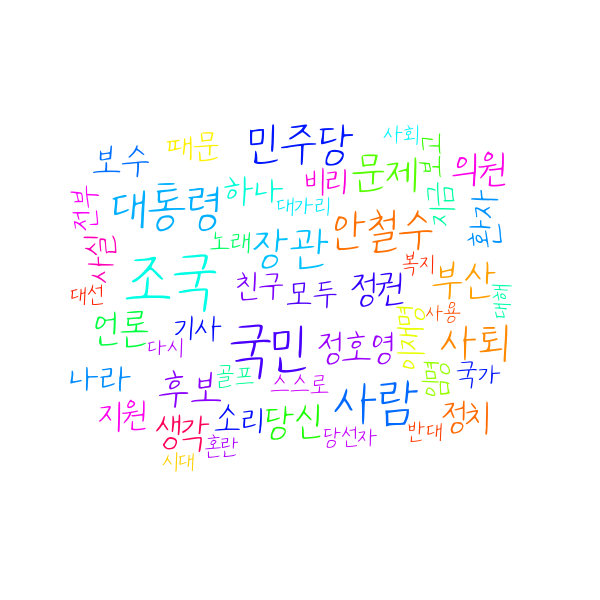 사회
민주당
때문
보수
문제
보고
의원
비리
하나
대가리
지금
환자
전부
대통령
안철수
노래
장관
사실
조국
친구
모두
정권
복지
부산
대해
대선
언론
기사
다시
국민
정호영
이재명
사용
사퇴
나라
후보
골프
스스로
사람
임명
국가
지원
생각
소리
당신
당선자
반대
정치
혼란
시대